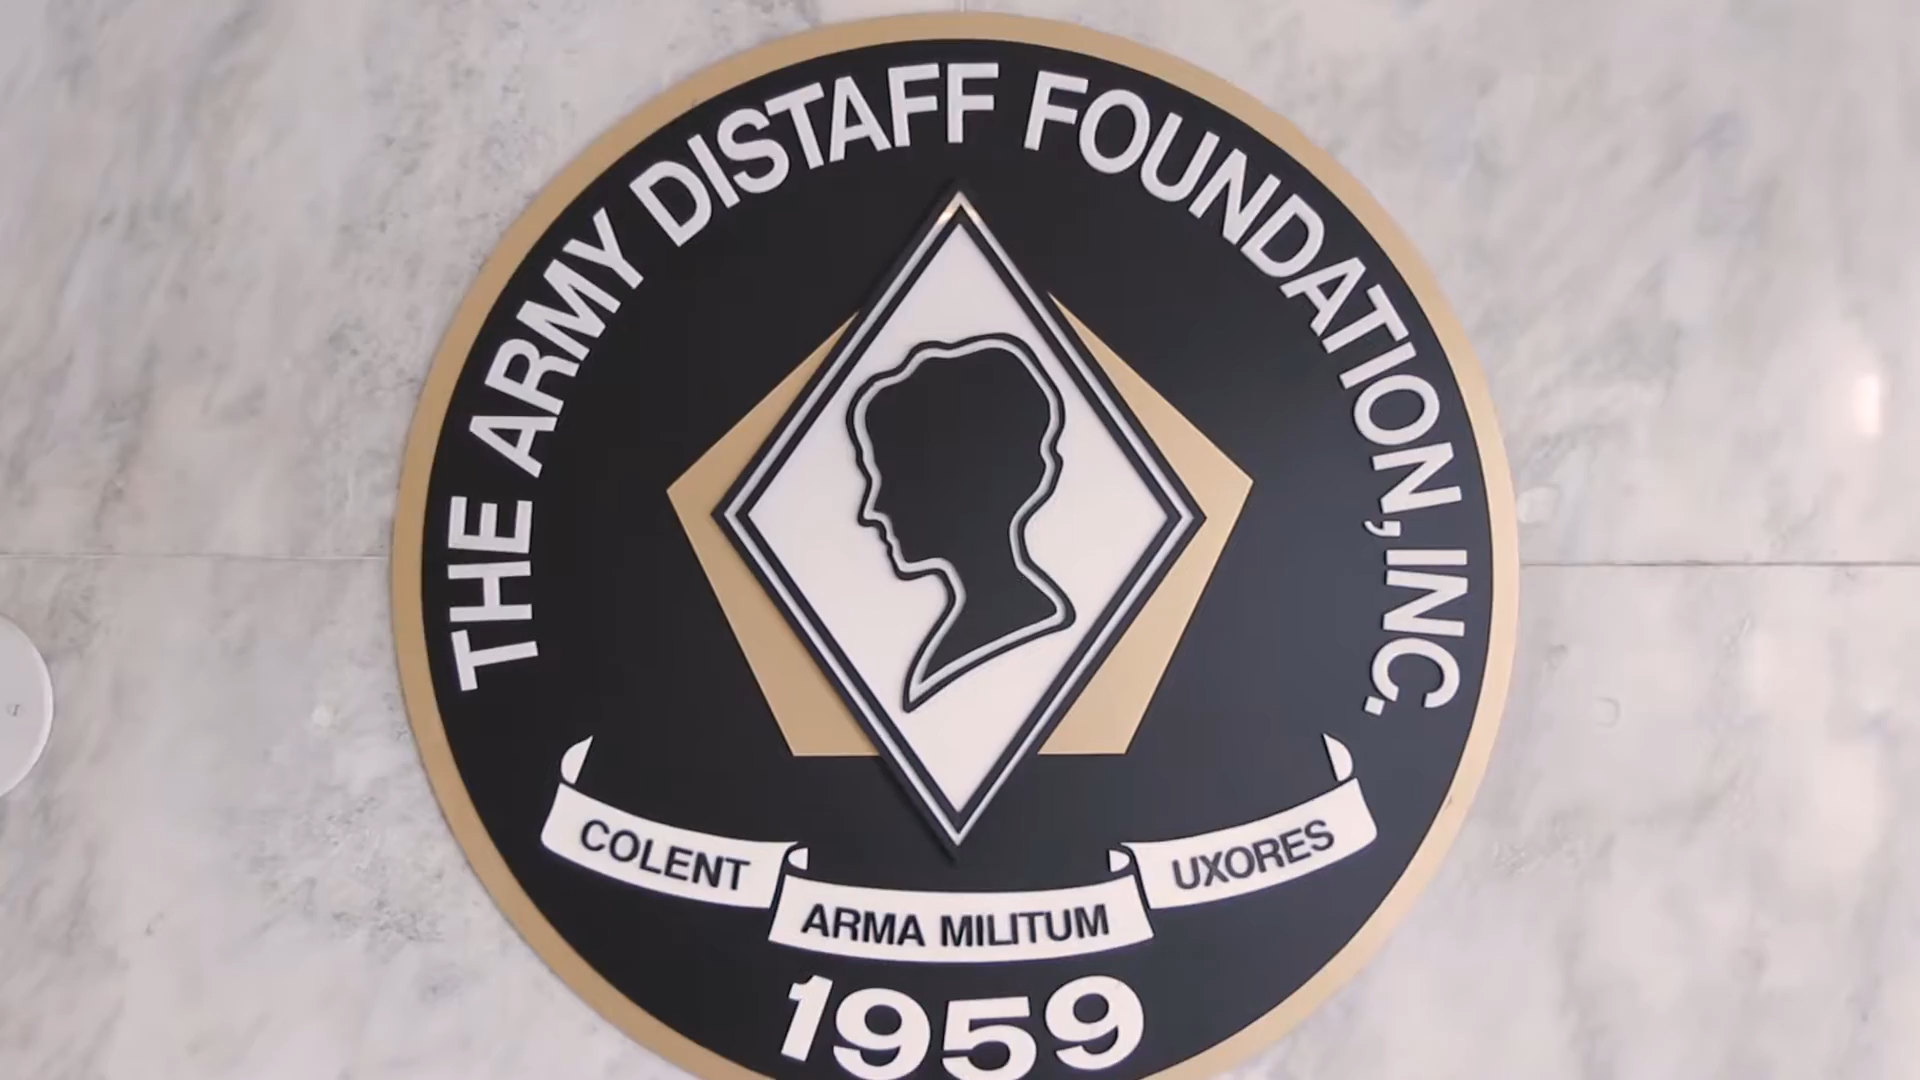 THE ARMY DISTAFF FOUNDATION, INC.
COLENT
ARMA MILITUM
UXORES
1959